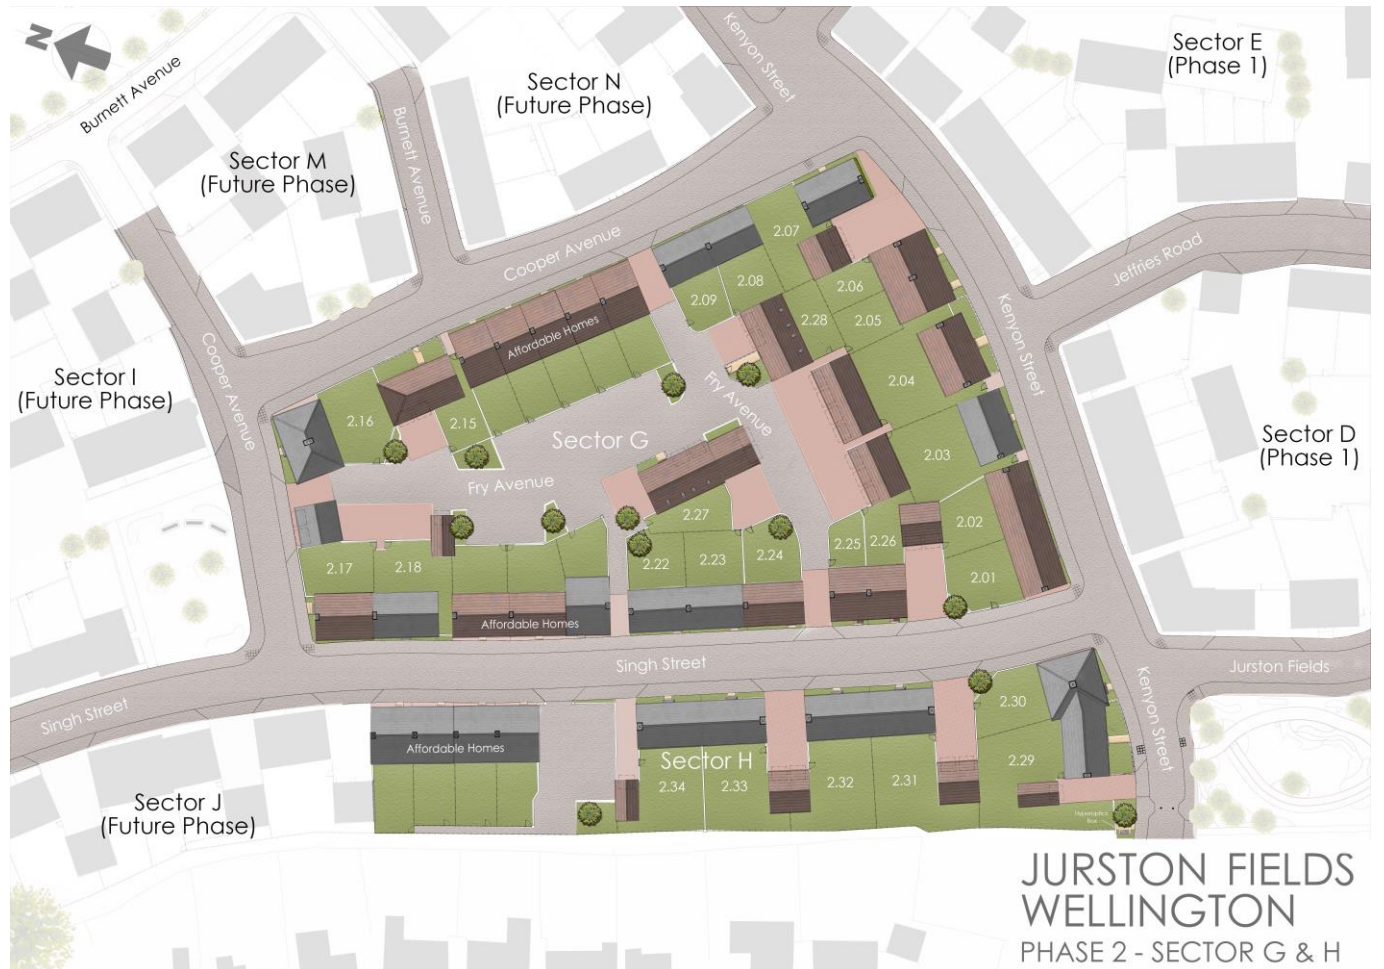 N
Burnett Avenue
Sector M
(Future Phase)
Burnett Avenue
Sector N
(Future Phase)
Kenyon Street
Sector E
(Phase 1)
Cooper Avenue
Jeffries Road
Kenyon Street
Sector I
(Future Phase)
Cooper Avenue
Sector D
(Phase 1)
2.07
2.08
2.09
2.06
2.05
2.28
2.04
2.03
2.02
2.01
Affordable Homes
Fry Avenue
2.16
2.15
Sector G
Fry Avenue
2.27
2.17
2.18
2.22
2.23
2.24
2.25
2.26
Affordable Homes
Singh Street
Singh Street
Jurston Fields
Kenyon Street
Affordable Homes
Sector H
2.34
2.33
2.32
2.31
2.30
2.29
Sector J
(Future Phase)
JURSTON FIELDS
WELLINGTON
PHASE 2 - SECTOR G & H